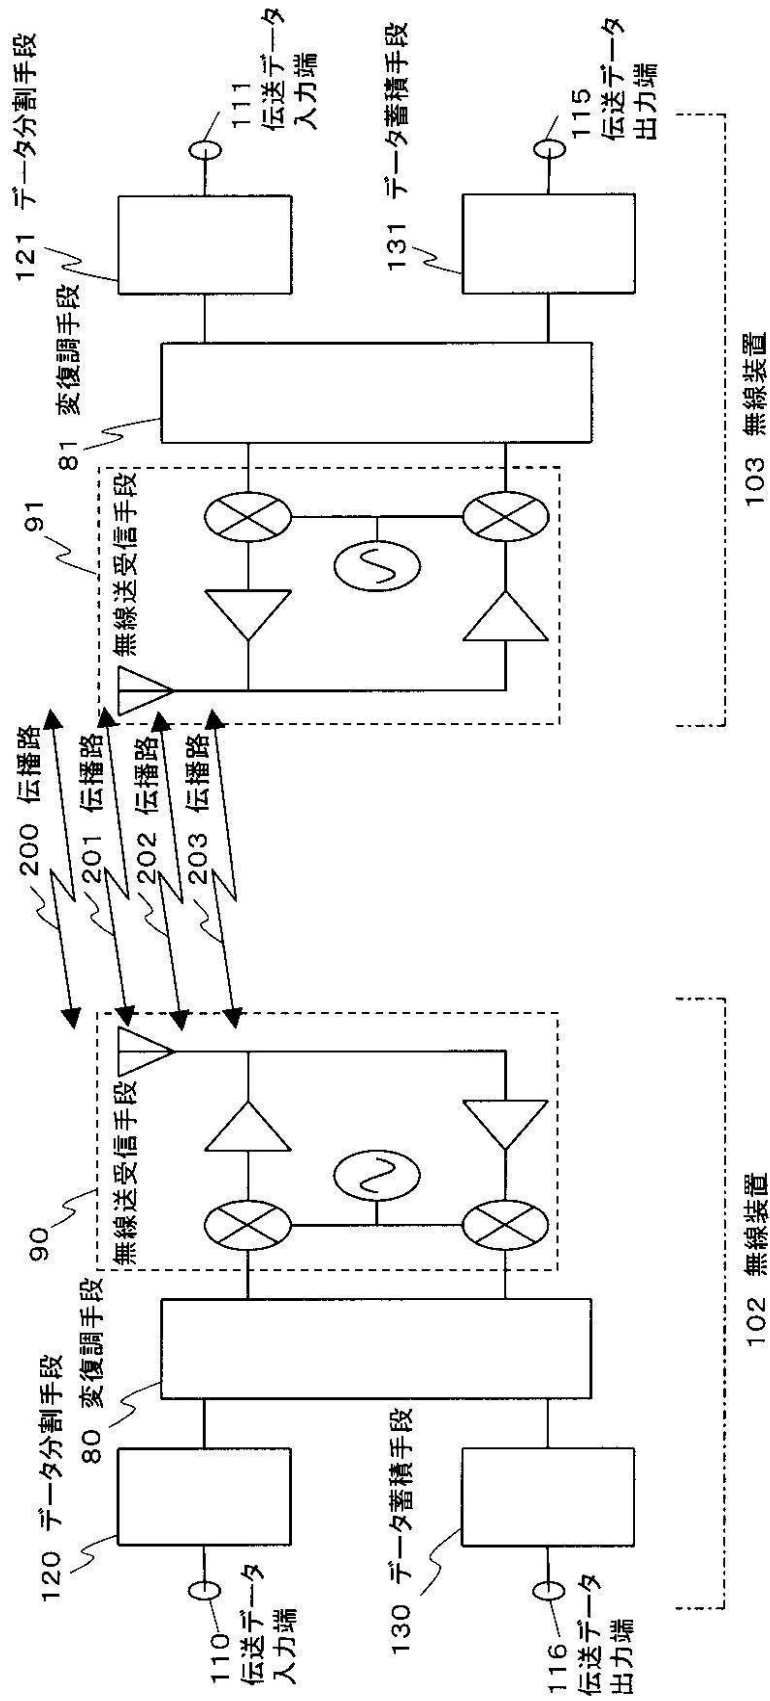 120 データ分割手段
80 変復調手段
90
無線送受信手段
110
伝送データ
入力端
130 データ蓄積手段
116
伝送データ
出力端
102 無線装置
200 伝播路
201 伝播路
202 伝播路
203 伝播路
91
無線送受信手段
81 変復調手段
121 データ分割手段
111
伝送データ
入力端
131 データ蓄積手段
115
伝送データ
出力端
103 無線装置